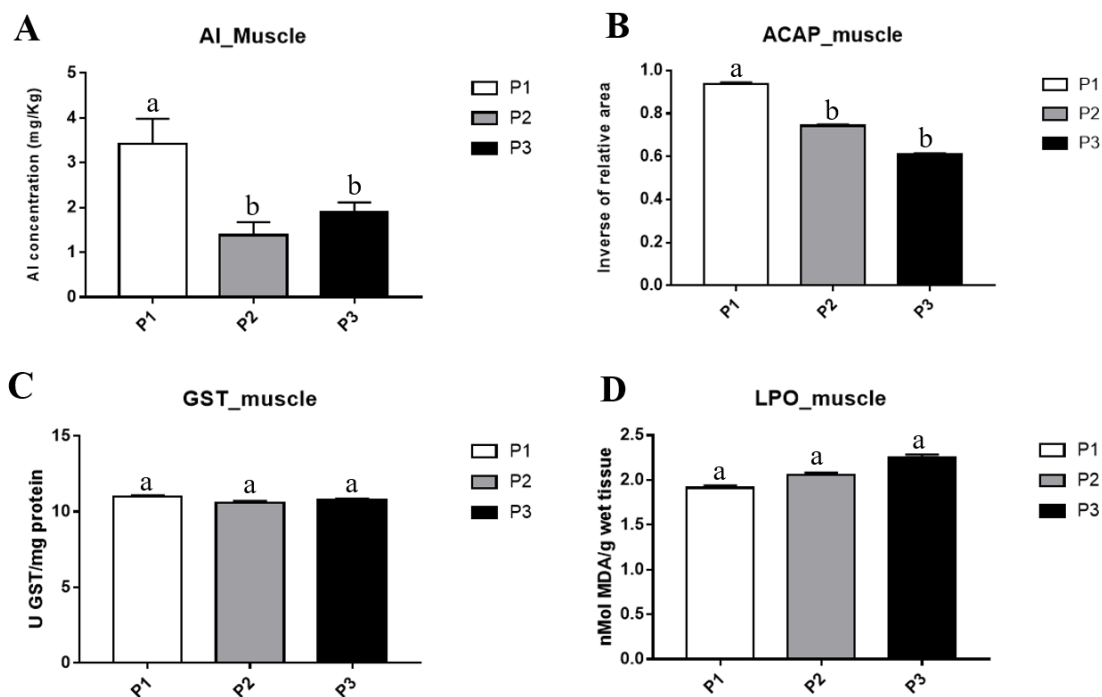 A
Al_Muscle
Al concentration (mg/Kg)
5
4
3
2
1
0
a
b
b
P1
P2
P3
P1
P2
P3
B
ACAP_muscle
Inverse of relative area
1.0
0.8
0.6
0.4
0.2
0.0
a
b
b
P1
P2
P3
P1
P2
P3
C
GST_muscle
U GST/mg protein
15
10
5
0
a
a
a
P1
P2
P3
P1
P2
P3
D
LPO_muscle
nMol MDA/g wet tissue
2.5
2.0
1.5
1.0
0.5
0.0
a
a
a
P1
P2
P3
P1
P2
P3